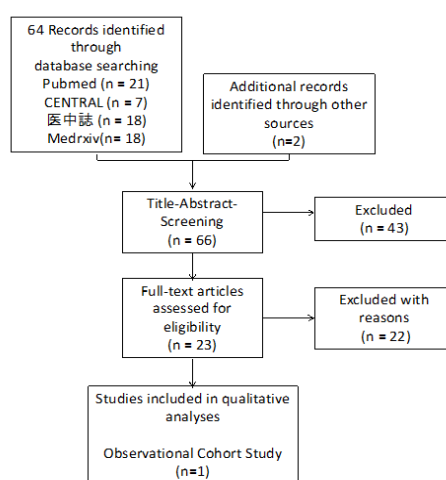 64 Records identified
through
database searching
Pubmed (n = 21)
CENTRAL (n = 7)
医中誌 (n = 18)
Medrxiv(n = 18)
Additional records
identified through other
sources
(n=2)
Title-Abstract-
Screening
(n = 66)
Excluded
(n = 43)
Full-text articles
assessed for
eligibility
(n = 23)
Excluded with
reasons
(n = 22)
Studies included in qualitative
analyses
Observational Cohort Study
(n=1)